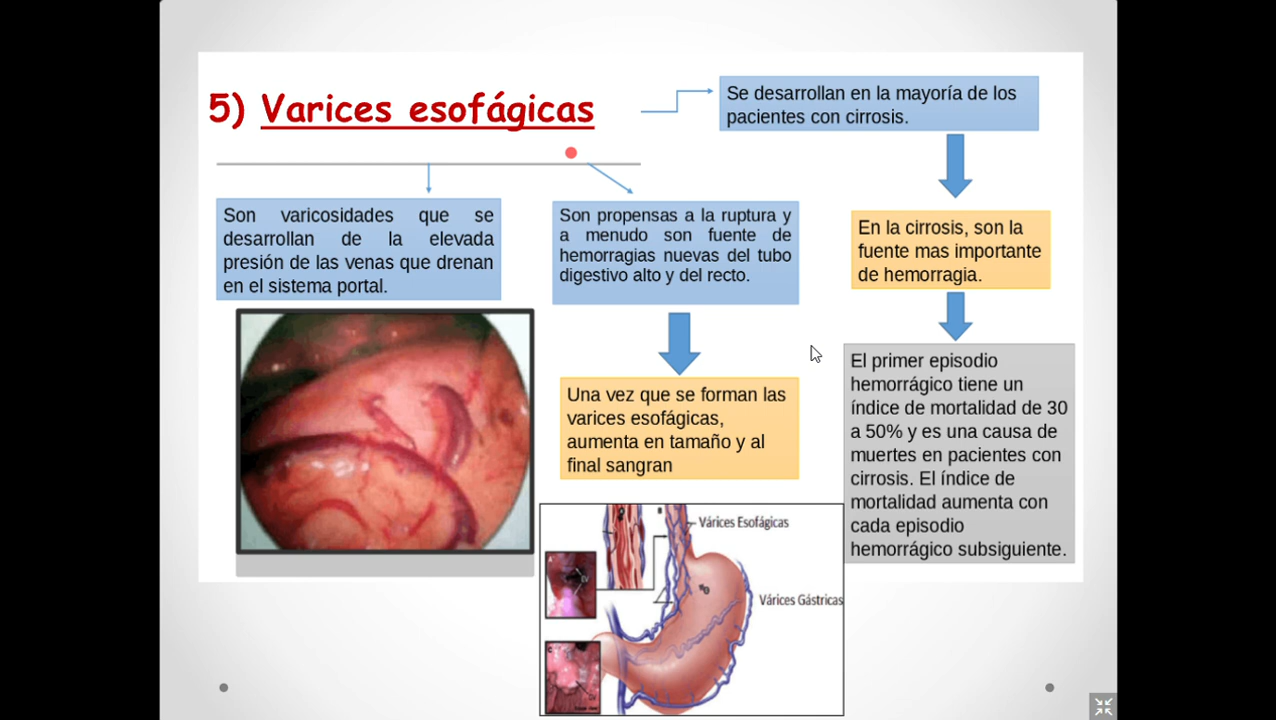 5) Varices esofágicas
Se desarrollan en la mayoría de los
pacientes con cirrosis.
Son varicosidades que se
desarrollan de la elevada
presión de las venas que drenan
en el sistema portal.
Son propensas a la ruptura y
a menudo son fuente de
hemorragias nuevas del tubo
digestivo alto y del recto.
Una vez que se forman las
varices esofágicas,
aumenta en tamaño y al
final sangran
En la cirrosis, son la
fuente mas importante
de hemorragia.
El primer episodio
hemorrágico tiene un
índice de mortalidad de 30
a 50% y es una causa de
muertes en pacientes con
cirrosis. El índice de
mortalidad aumenta con
cada episodio
hemorrágico subsiguiente.
Várices Esofágicas
Várices Gástricas